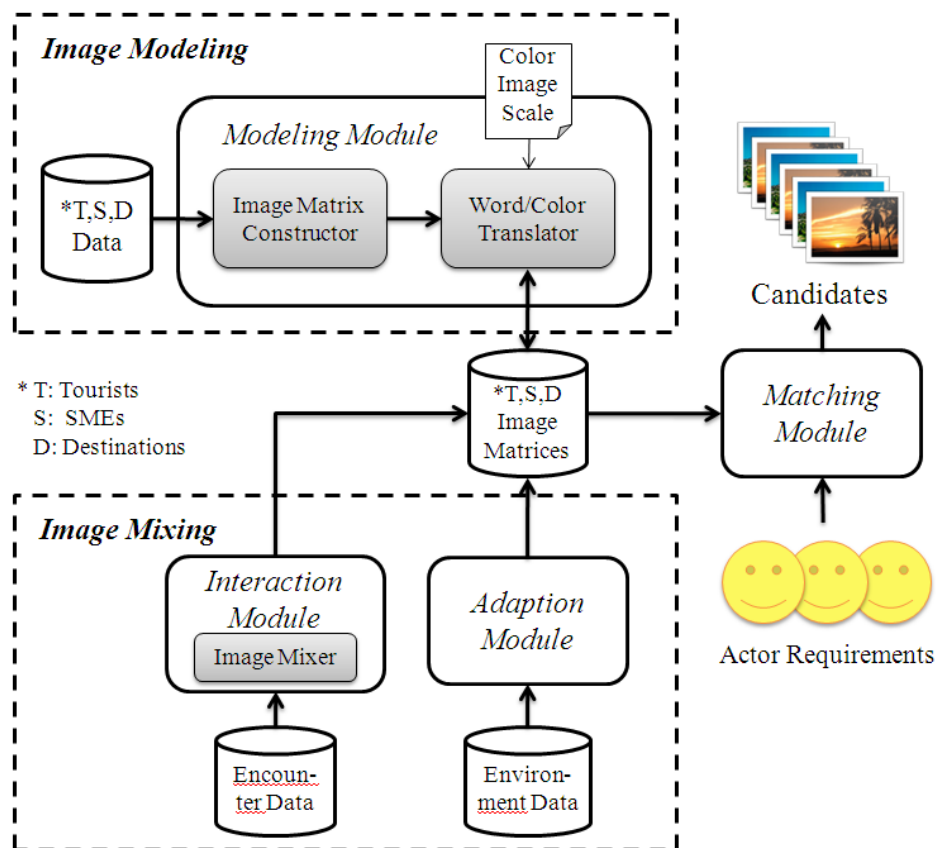 Image Modeling
Color
Image
Scale
Modeling Module
*T,S,D
Data
Image Matrix
Constructor
Word/Color
Translator
Candidates
* T: Tourists
S: SMEs
D: Destinations
*T,S,D
Image
Matrices
Matching
Module
Image Mixing
Interaction
Module
Image Mixer
Adaption
Module
Actor Requirements
Encoun-
ter Data
Environ-
ment Data